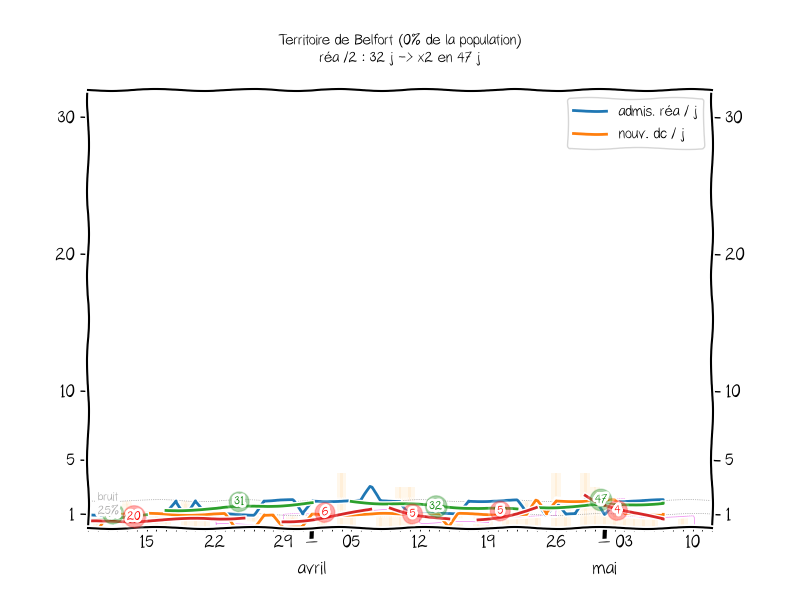 Territoire de Belfort (0% de la population)
réa /2 : 32 j -> x2 en 47 j
admis. réa / j
nouv. dc / j
30
30
20
20
10
10
5
5
1
1
bruit
25%
20
31
6
5
32
5
47
4
15 22 29 05 12 19 26 03 10
avril mai